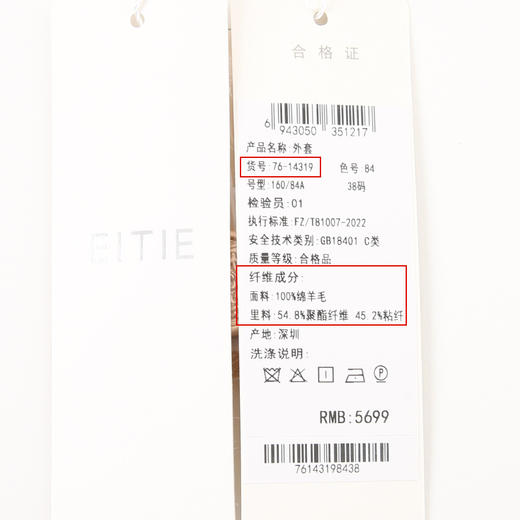 EITIE
合格证
6 943050 351217
产品名称:外套
货号:76-14319 色号 84
号型:160/84A 38码
检验员:01
执行标准:FZ/T81007-2022
安全技术类别:GB18401 C类
质量等级:合格品
纤维成分:
面料:100%绵羊毛
里料:54.8%聚酯纤维 45.2%粘纤
产地:深圳
洗涤说明:
P
RMB:5699
76143198438